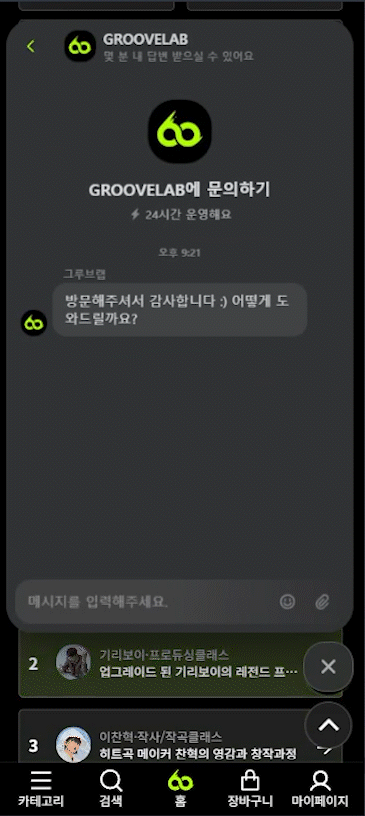 GROOVELAB
몇 분 내 답변 받으실 수 있어요
GROOVELAB에 문의하기
24시간 운영해요
오후 9:21
그루브랩
방문해주셔서 감사합니다 :) 어떻게 도
와드릴까요?
메시지를 입력해주세요.
2
기리보이·프로듀싱클래스
업그레이드 된 기리보이의 레전드 프…
3
이찬혁·작사/작곡클래스
히트곡 메이커 찬혁의 영감과 창작과정
카테고리
검색
홈
장바구니
마이페이지